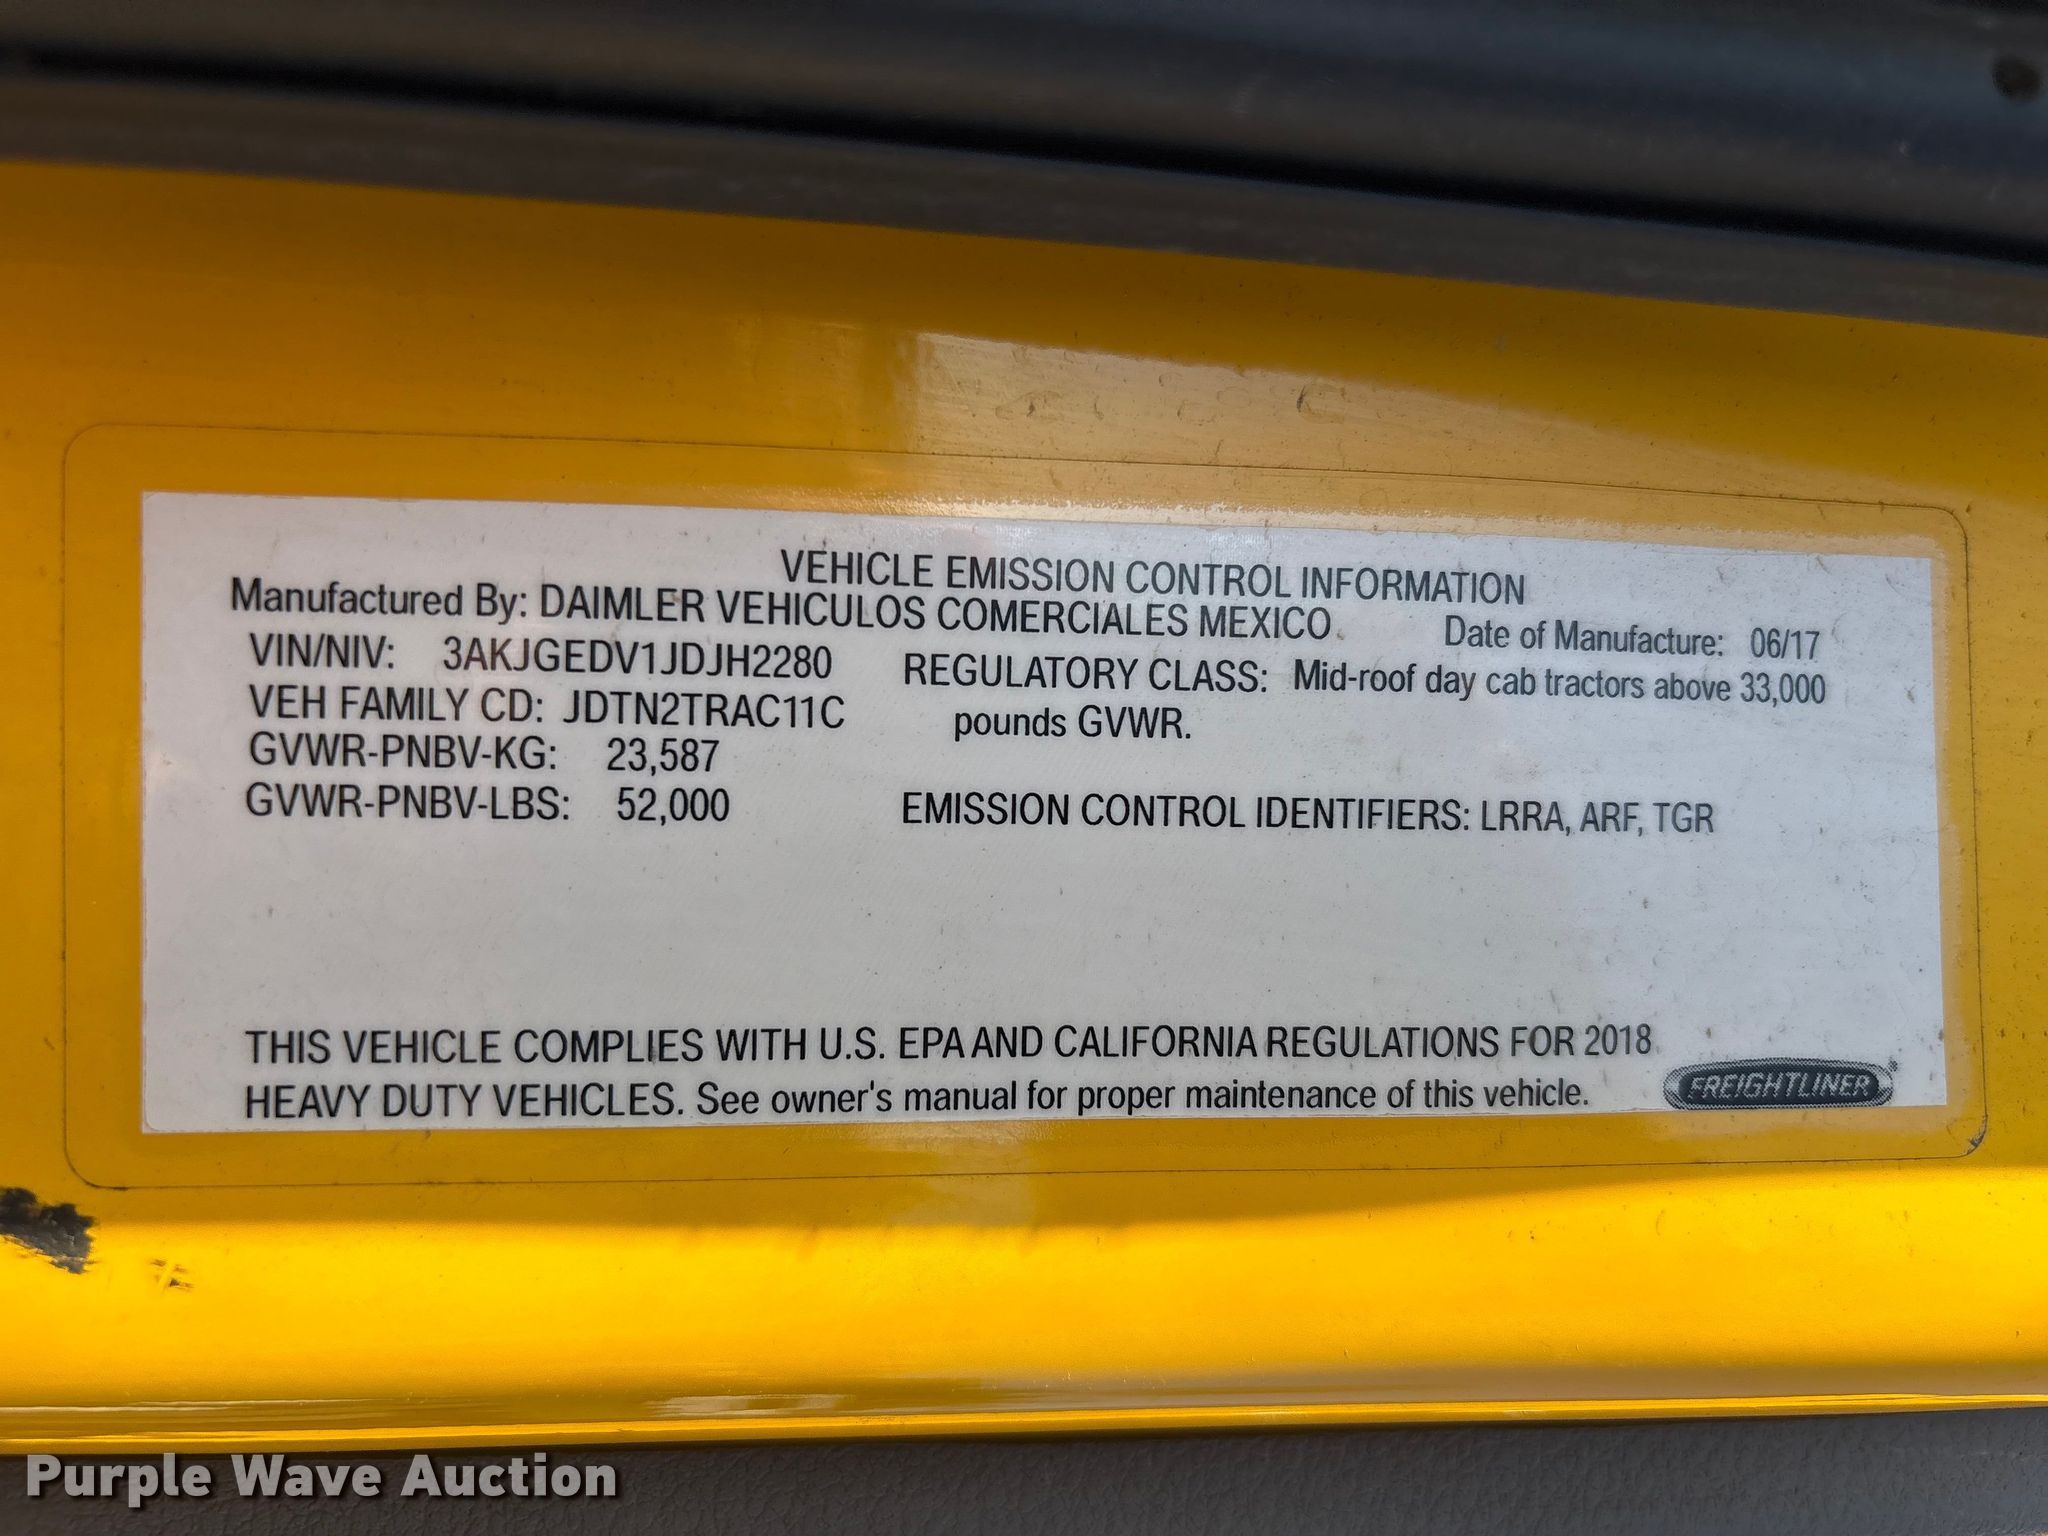 VEHICLE EMISSION CONTROL INFORMATION
Manufactured By: DAIMLER VEHICULOS COMERCIALES MEXICO.
Date of Manufacture: 06/17
VIN/NIV: 3AKJGEDV1JDJH2280
VEH FAMILY CD: JDTN2TRAC11C
GVWR-PNBV-KG: 23,587
GVWR-PNBV-LBS: 52,000
REGULATORY CLASS: Mid-roof day cab tractors above 33,000
pounds GVWR.
EMISSION CONTROL IDENTIFIERS: LRRA, ARF, TGR
THIS VEHICLE COMPLIES WITH U.S. EPA AND CALIFORNIA REGULATIONS FOR 2018
HEAVY DUTY VEHICLES. See owner's manual for proper maintenance of this vehicle.
FREIGHTLINER
Purple Wave Auction